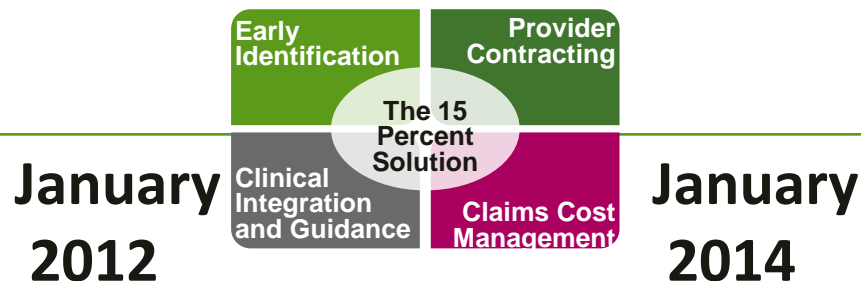 Early
Identification
Provider
Contracting
The 15
Percent
Solution
January
2012
Clinical
Integration
and Guidance
Claims Cost
Management
January
2014